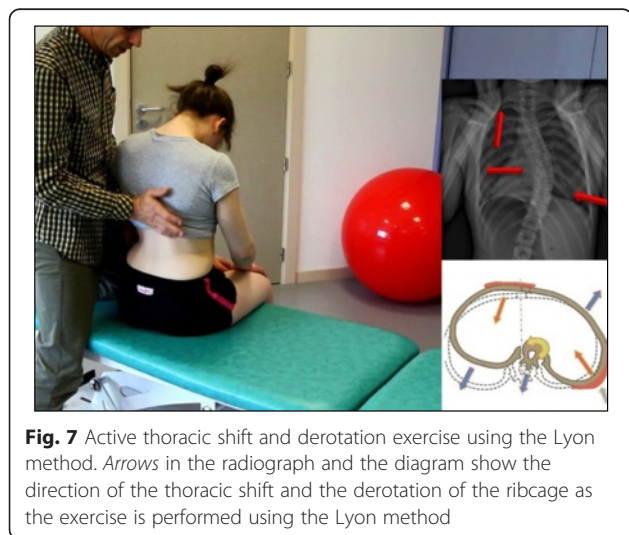 Fig. 7 Active thoracic shift and derotation exercise using the Lyon
method. Arrows in the radiograph and the diagram show the
direction of the thoracic shift and the derotation of the ribcage as
the exercise is performed using the Lyon method